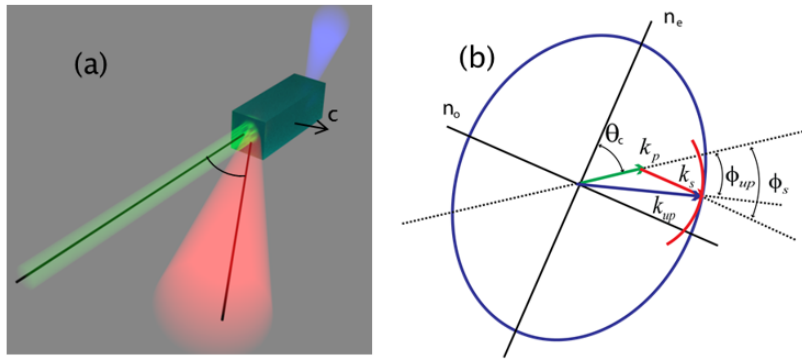 (a)
c
(b)
n_e
n_o
θ_c
k_p
k_s
k_up
ϕ_up
ϕ_s